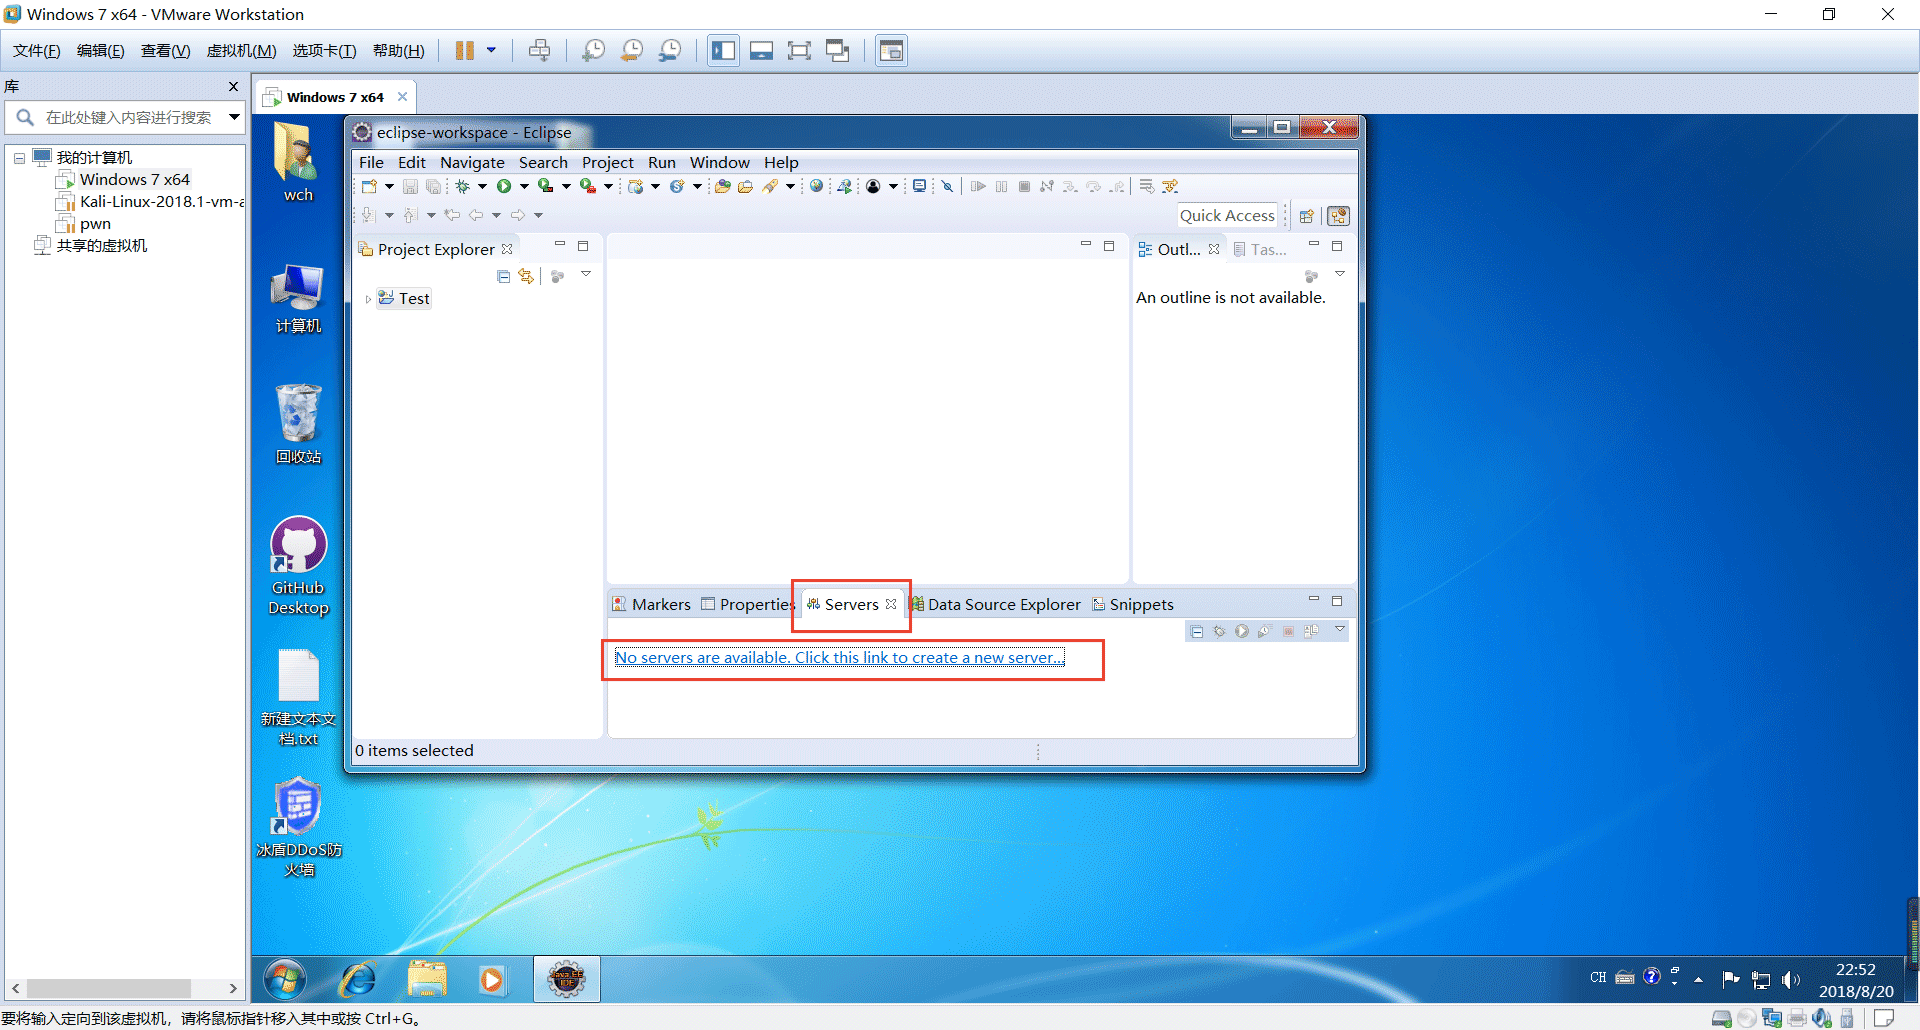 Windows 7 x64 - VMware Workstation
文件(F) 编辑(E) 查看(V) 虚拟机(M) 选项卡(T) 帮助(H)
库
在此处键入内容进行搜索
我的计算机
Windows 7 x64
Kali-Linux-2018.1-vm-a
pwn
共享的虚拟机
Windows 7 x64
wch
计算机
回收站
GitHub
Desktop
新建文本文
档.txt
冰盾DDoS防
火墙
eclipse-workspace - Eclipse
File Edit Navigate Search Project Run Window Help
Quick Access
Project Explorer
Test
Outl... Tas...
An outline is not available.
Markers Properties Servers Data Source Explorer Snippets
No servers are available. Click this link to create a new server...
0 items selected
Java EE
IDE
CH
22:52
2018/8/20
要将输入定向到该虚拟机，请将鼠标指针移入其中或按 Ctrl+G。